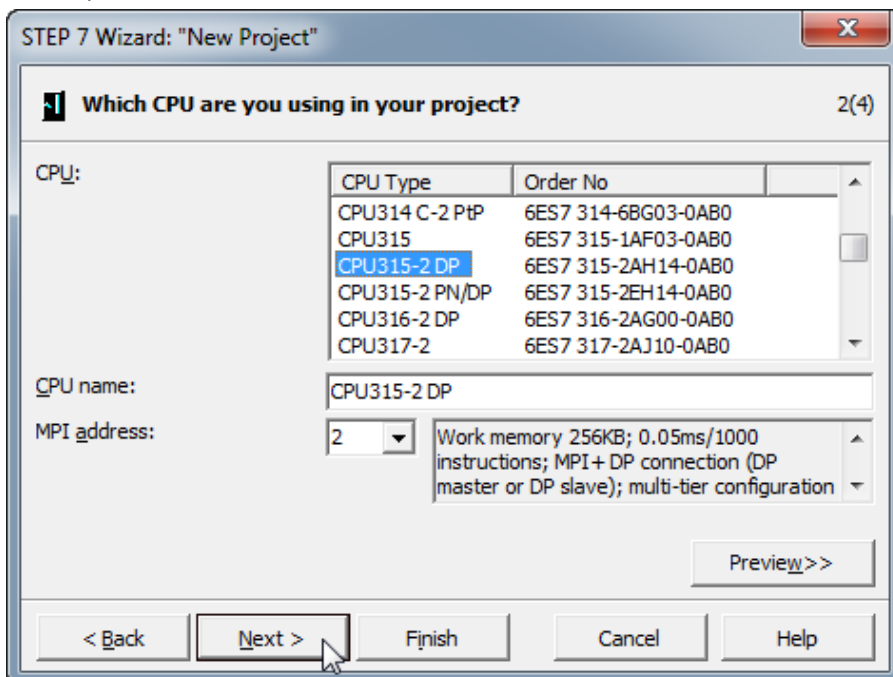 STEP 7 Wizard: "New Project"
Which CPU are you using in your project? 2(4)
CPU:
CPU Type Order No
CPU314 C-2 PtP 6ES7 314-6BG03-0AB0
CPU315 6ES7 315-1AF03-0AB0
CPU315-2 DP 6ES7 315-2AH14-0AB0
CPU315-2 PN/DP 6ES7 315-2EH14-0AB0
CPU316-2 DP 6ES7 316-2AG00-0AB0
CPU317-2 6ES7 317-2AJ10-0AB0
CPU name: CPU315-2 DP
MPI address: 2
Work memory 256KB; 0.05ms/1000
instructions; MPI+ DP connection (DP
master or DP slave); multi-tier configuration
Preview>>
< Back Next > Finish Cancel Help